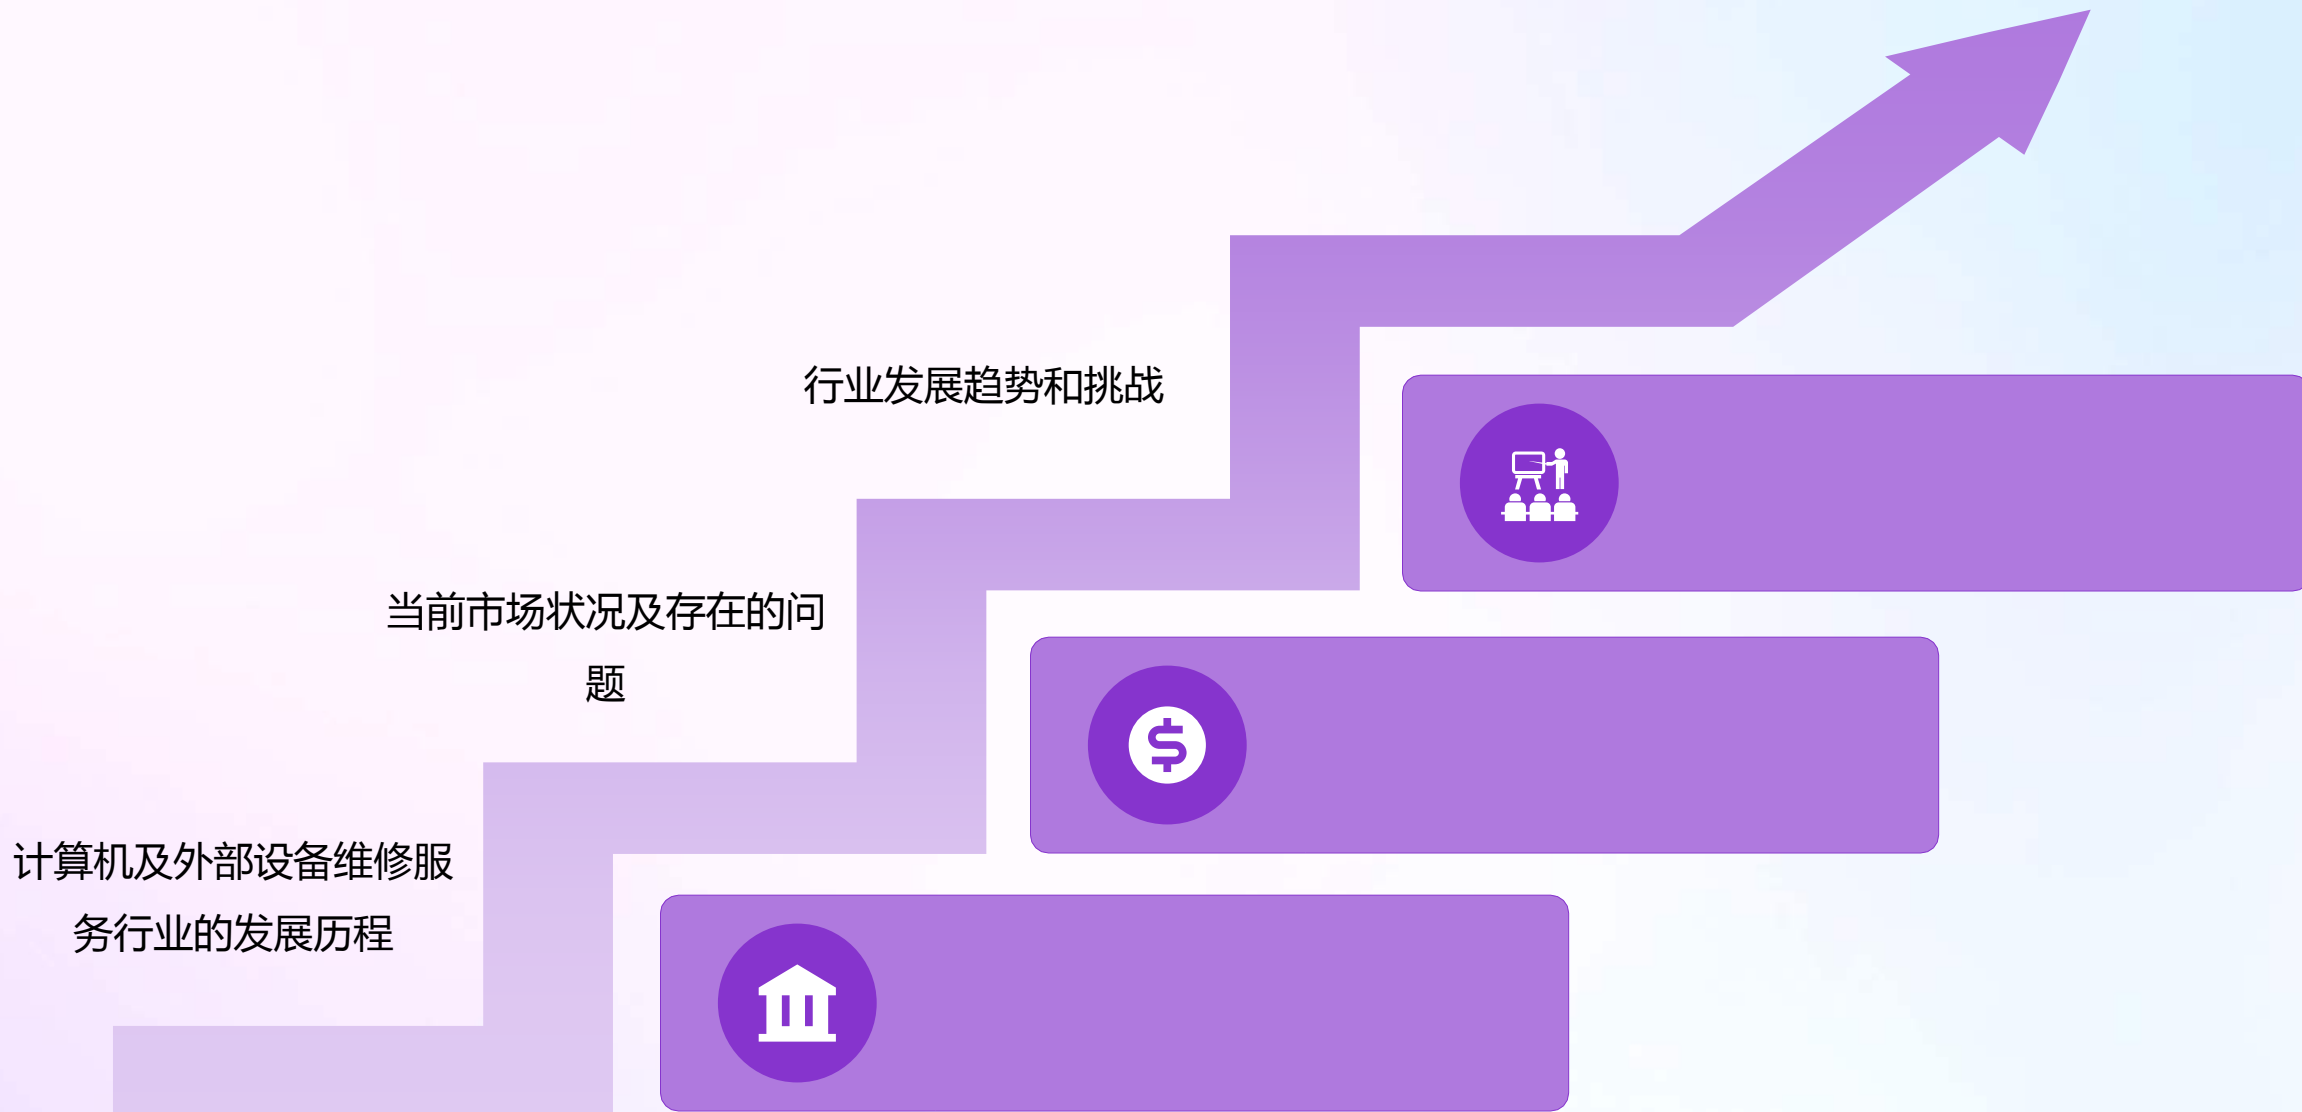 行业发展趋势和挑战
当前市场状况及存在的问
题
计算机及外部设备维修服
务行业的发展历程